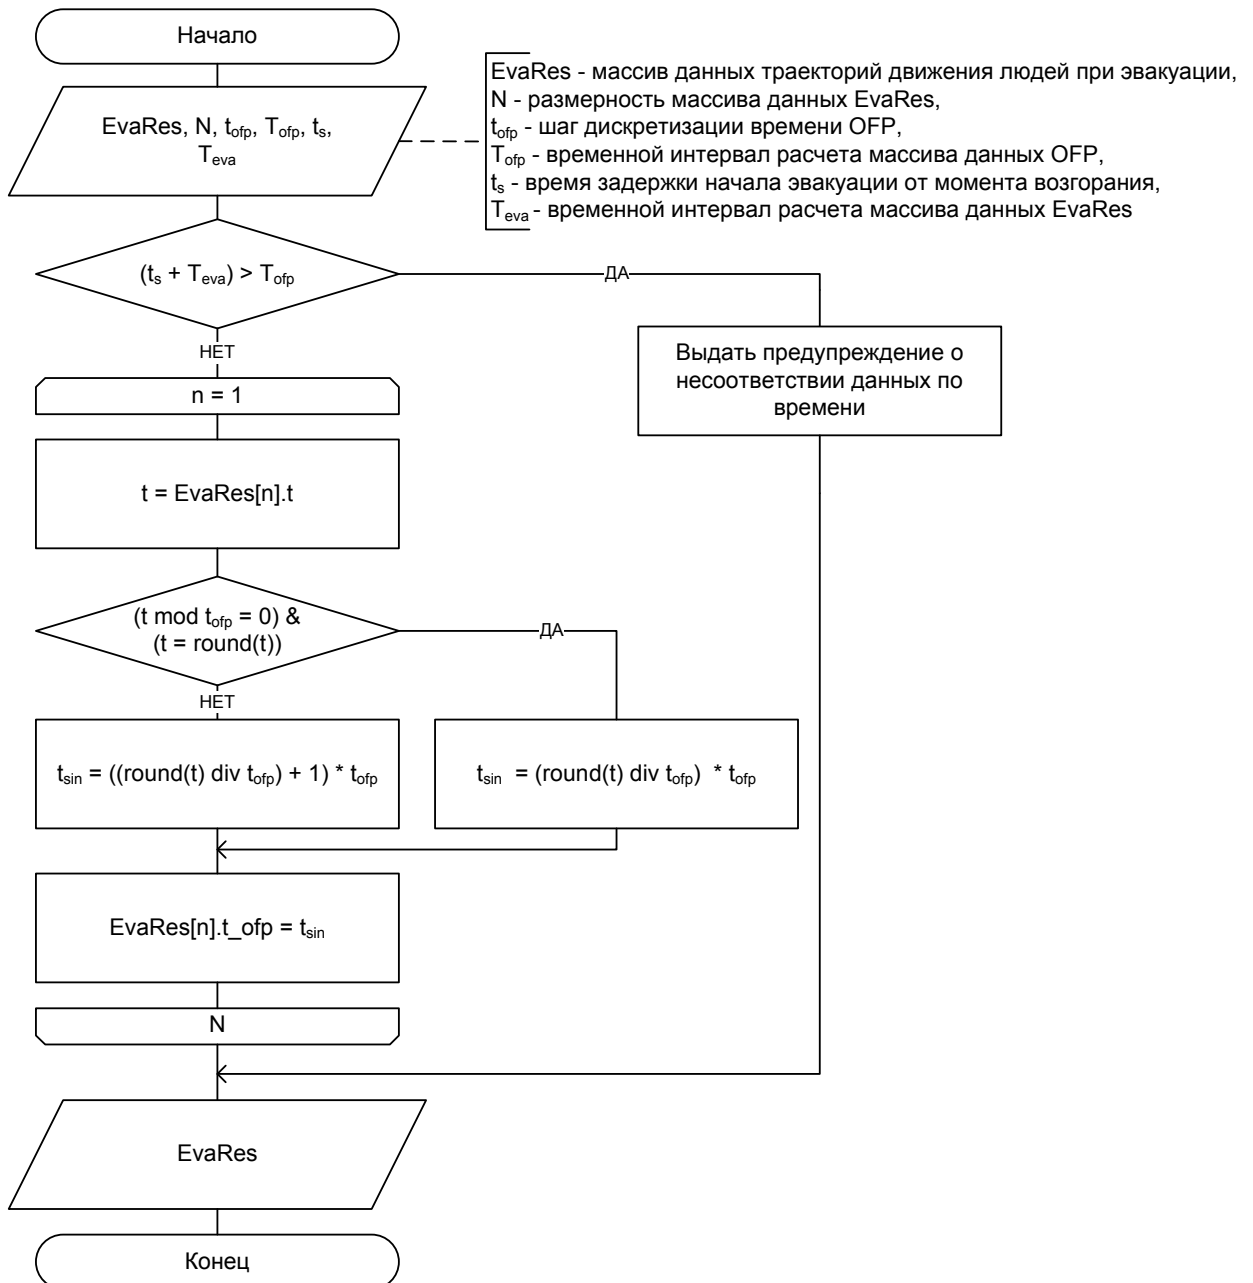 Начало
EvaRes, N, tofp, Tofp, ts,
Teva
EvaRes - массив данных траекторий движения людей при эвакуации,
N - размерность массива данных EvaRes,
tofp - шаг дискретизации времени OFP,
Tofp - временной интервал расчета массива данных OFP,
ts - время задержки начала эвакуации от момента возгорания,
Teva - временной интервал расчета массива данных EvaRes
(ts + Teva) > Tofp
ДА
НЕТ
Выдать предупреждение о
несоответствии данных по
времени
n = 1
t = EvaRes[n].t
(t mod tofp = 0) &
(t = round(t))
ДА
НЕТ
tsin = ((round(t) div tofp) + 1) * tofp
tsin = (round(t) div tofp) * tofp
EvaRes[n].t_ofp = tsin
N
EvaRes
Конец